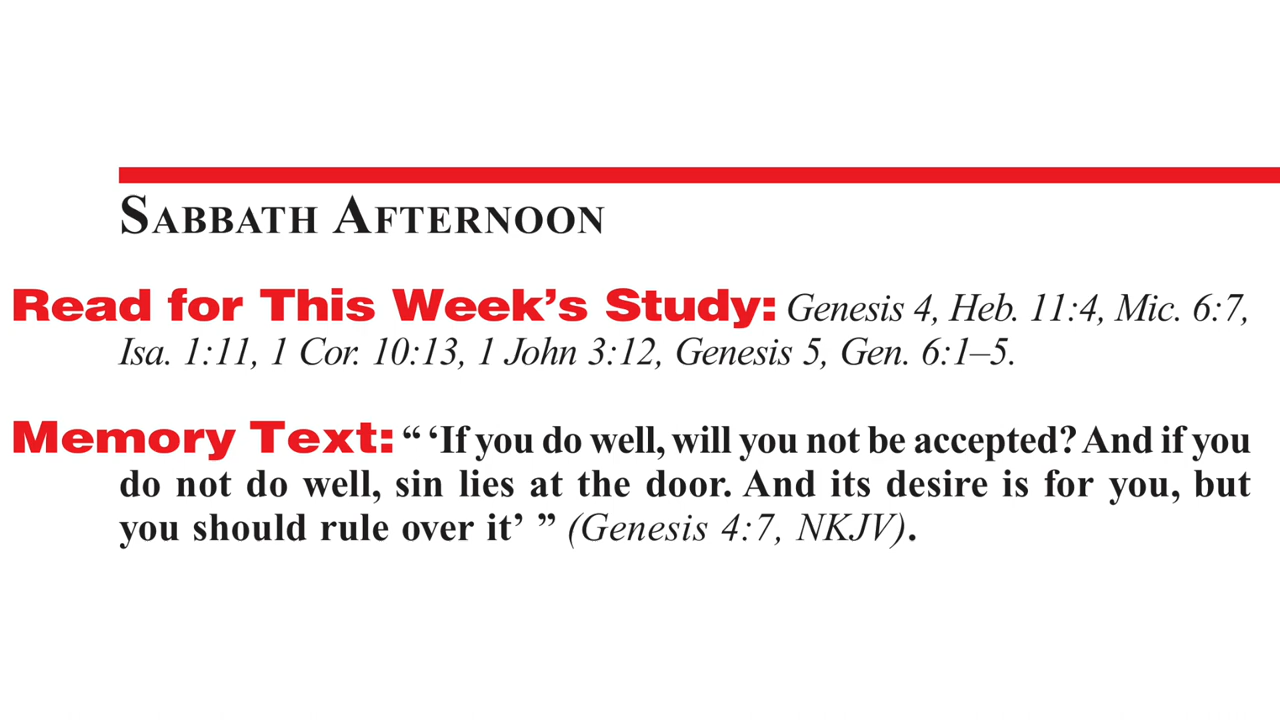 SABBATH AFTERNOON
Read for This Week’s Study: Genesis 4, Heb. 11:4, Mic. 6:7,
Isa. 1:11, 1 Cor. 10:13, 1 John 3:12, Genesis 5, Gen. 6:1–5.
Memory Text: “ ‘If you do well, will you not be accepted? And if you
do not do well, sin lies at the door. And its desire is for you, but
you should rule over it’ ” (Genesis 4:7, NKJV).